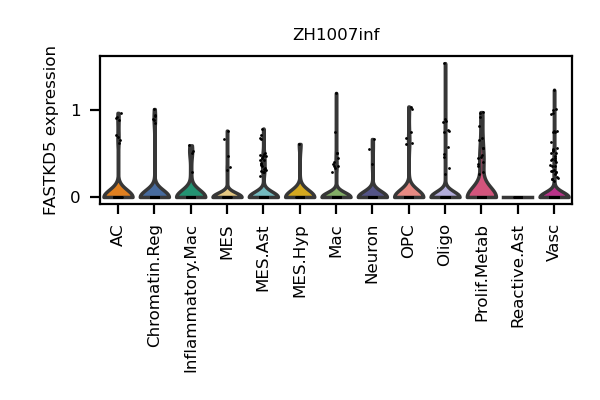 ZH1007inf
FASTKD5 expression
1
0
AC
Chromatin.Reg
Inflammatory.Mac
MES
MES.Ast
MES.Hyp
Mac
Neuron
OPC
Oligo
Prolif.Metab
Reactive.Ast
Vasc